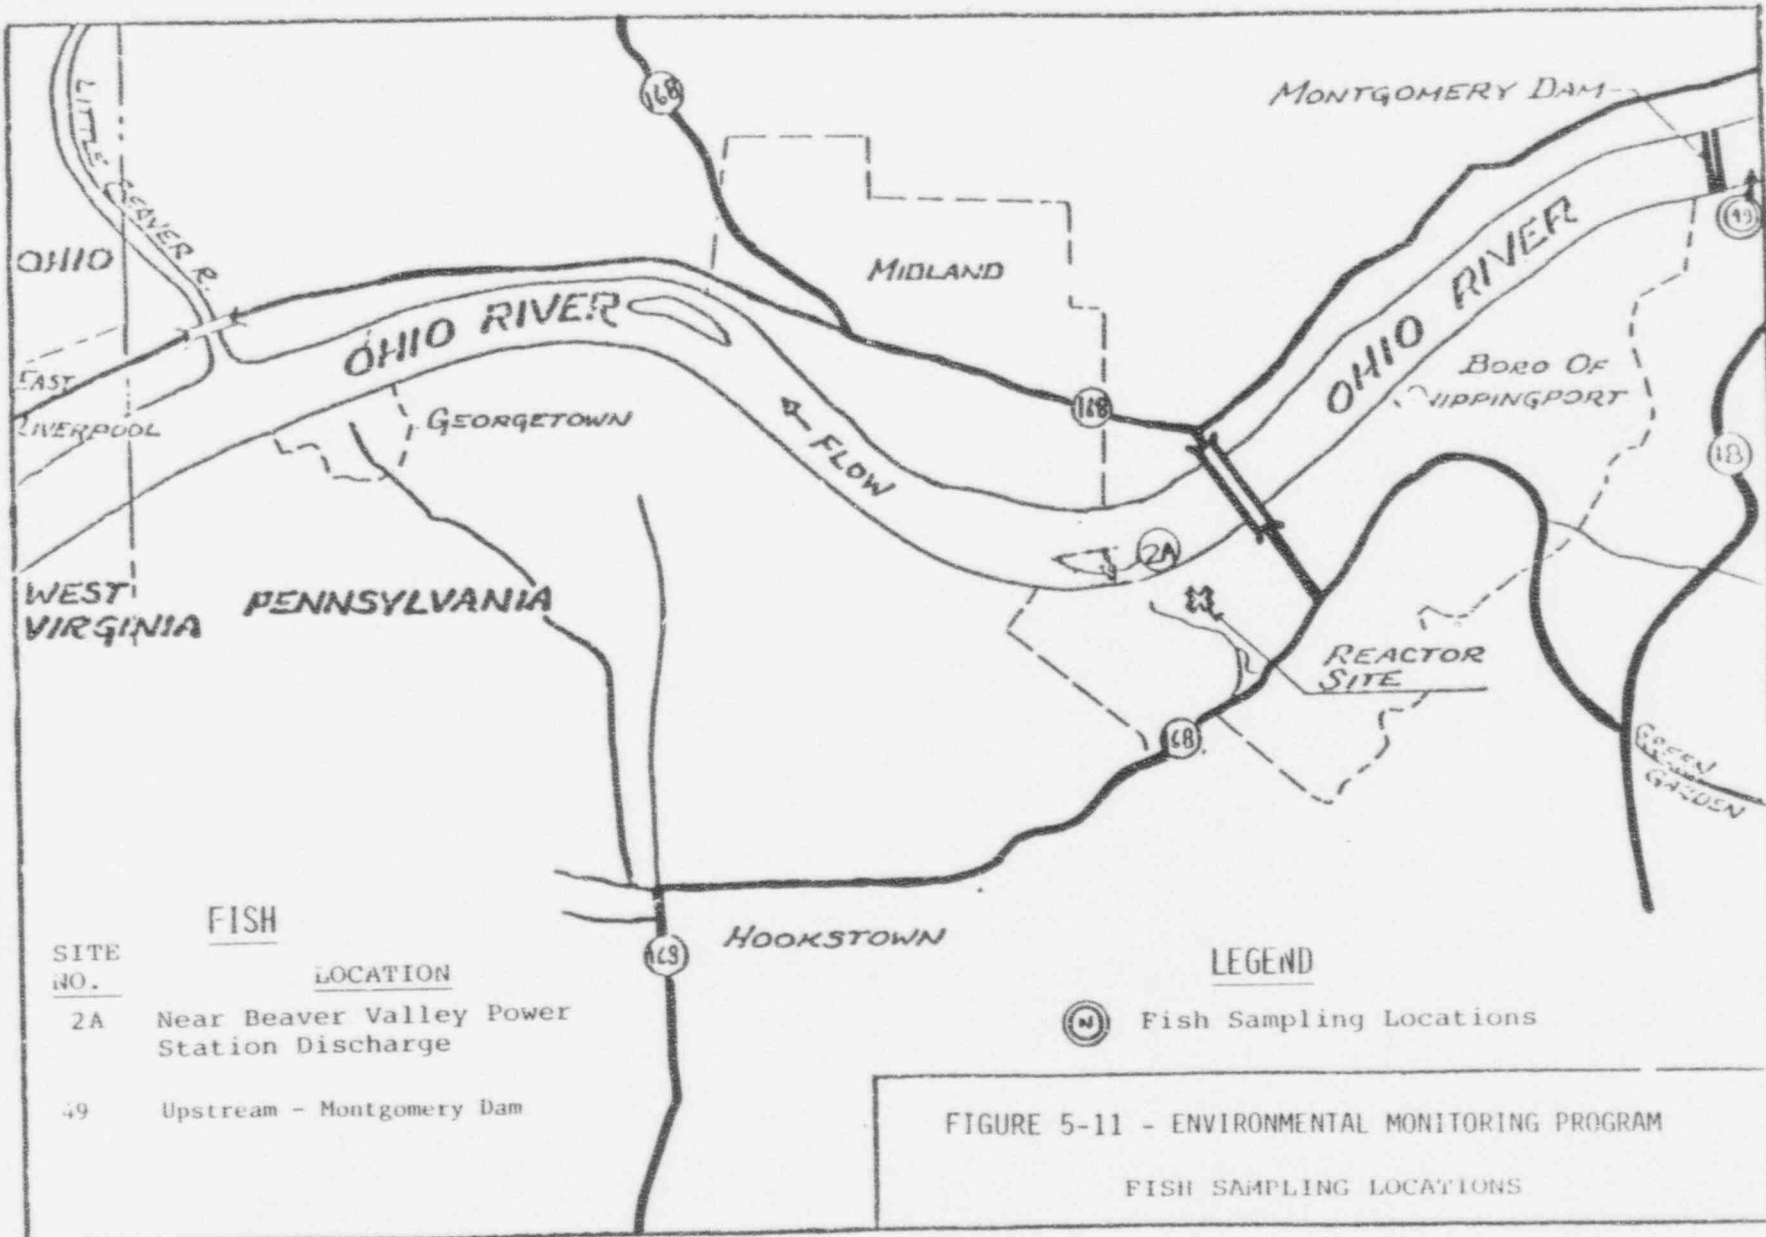 168
MONTGOMERY DAM
LITTLE BEAVER R.
OHIO
49
MIDLAND
OHIO RIVER
OHIO RIVER
EAST
LIVERPOOL
BORO OF
168
GEORGETOWN
FLOW
18
2A
WEST
VIRGINIA
PENNSYLVANIA
REACTOR
SITE
168
GREEN
GARDEN
HOOKSTOWN
FISH
SITE
NO.
LOCATION
2A Near Beaver Valley Power
Station Discharge
49 Upstream - Montgomery Dam
LEGEND
N Fish Sampling Locations
FIGURE 5-11 - ENVIRONMENTAL MONITORING PROGRAM
FISH SAMPLING LOCATIONS